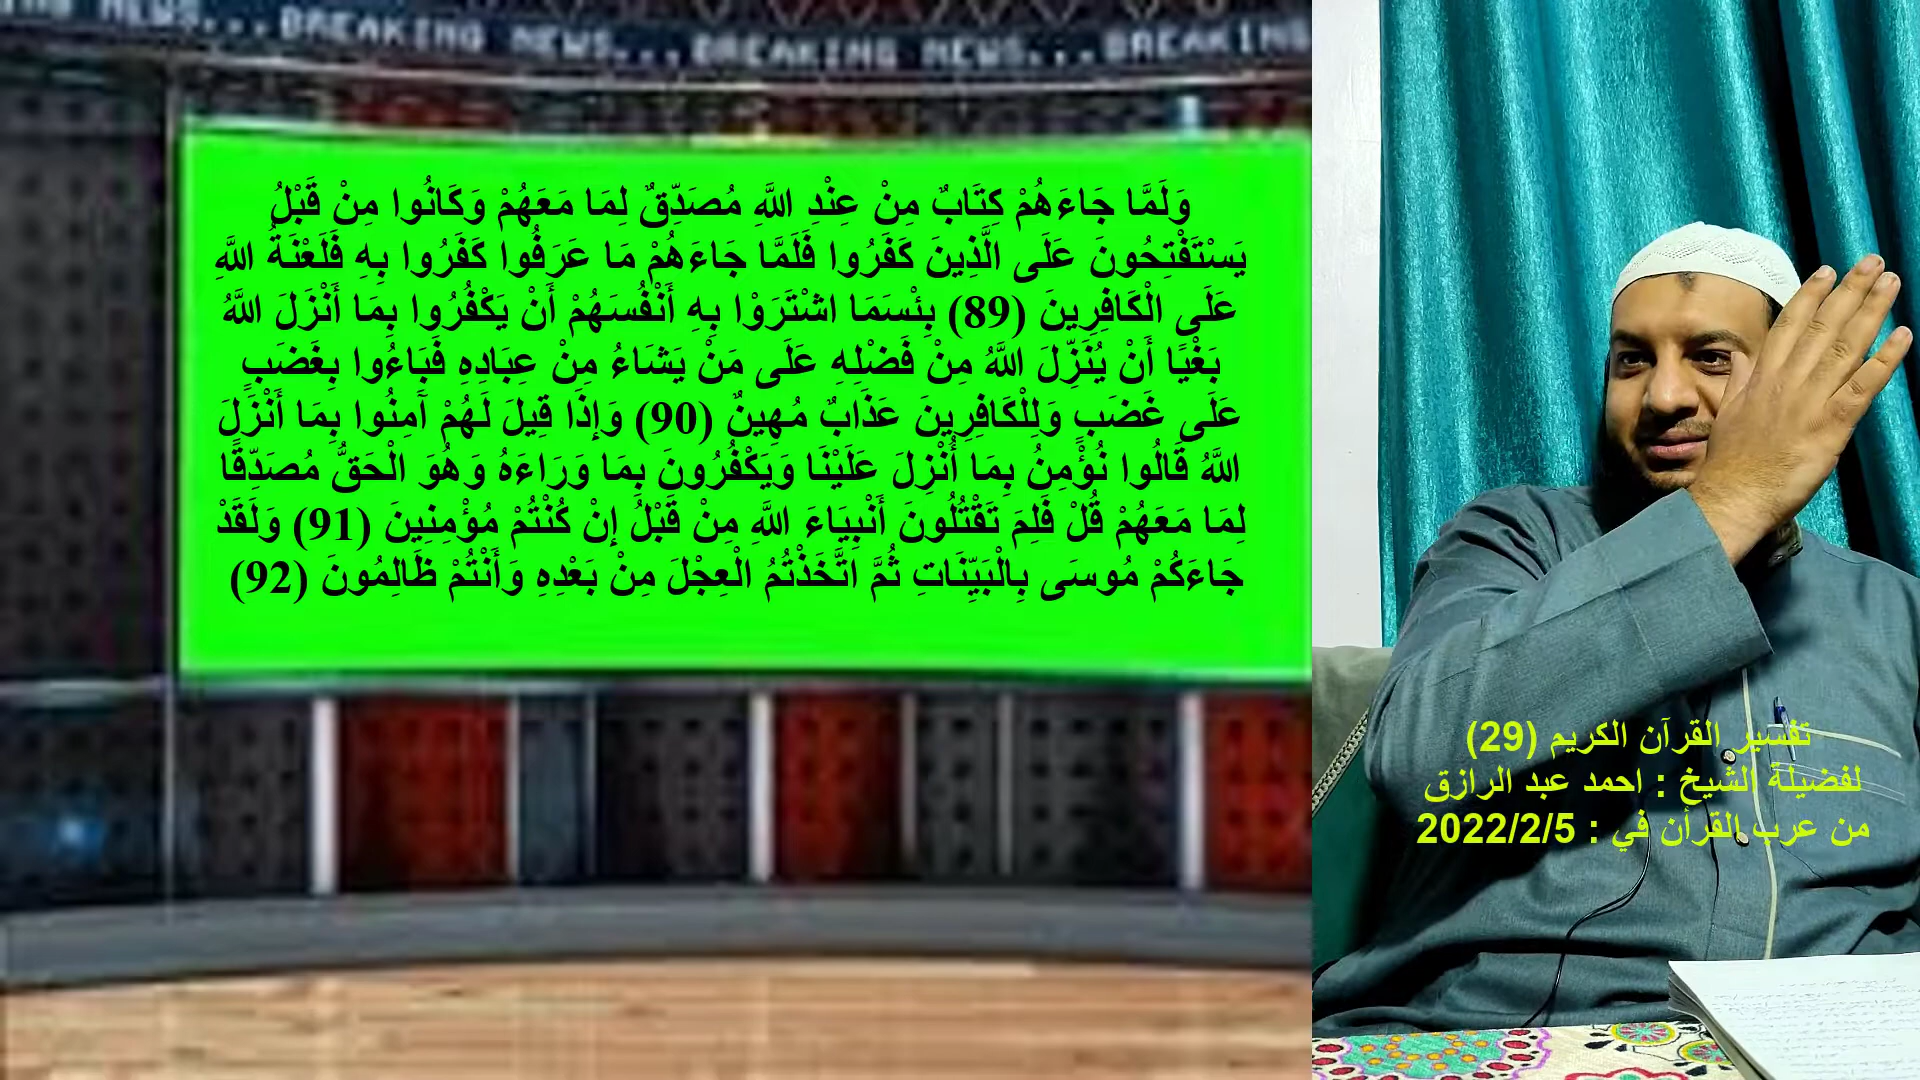 BREAKING NEWS...BREAKING NEWS...BREAKING
وَلَمَّا جَاءَهُمْ كِتَابٌ مِنْ عِنْدِ اللَّهِ مُصَدِّقٌ لِمَا مَعَهُمْ وَكَانُوا مِنْ قَبْلُ
يَسْتَفْتِحُونَ عَلَى الَّذِينَ كَفَرُوا فَلَمَّا جَاءَهُمْ مَا عَرَفُوا كَفَرُوا بِهِ فَلَعْنَةُ اللَّهِ
عَلَى الْكَافِرِينَ (89) بِئْسَمَا اشْتَرَوْا بِهِ أَنْفُسَهُمْ أَنْ يَكْفُرُوا بِمَا أَنْزَلَ اللَّهُ
بَغْيًا أَنْ يُنَزِّلَ اللَّهُ مِنْ فَضْلِهِ عَلَى مَنْ يَشَاءُ مِنْ عِبَادِهِ فَبَاءُوا بِغَضَبٍ
عَلَى غَضَبٍ وَلِلْكَافِرِينَ عَذَابٌ مُهِينٌ (90) وَإِذَا قِيلَ لَهُمْ آمِنُوا بِمَا أَنْزَلَ
اللَّهُ قَالُوا نُؤْمِنُ بِمَا أُنْزِلَ عَلَيْنَا وَيَكْفُرُونَ بِمَا وَرَاءَهُ وَهُوَ الْحَقُّ مُصَدِّقًا
لِمَا مَعَهُمْ قُلْ فَلِمَ تَقْتُلُونَ أَنْبِيَاءَ اللَّهِ مِنْ قَبْلُ إِنْ كُنْتُمْ مُؤْمِنِينَ (91) وَلَقَدْ
جَاءَكُمْ مُوسَى بِالْبَيِّنَاتِ ثُمَّ اتَّخَذْتُمُ الْعِجْلَ مِنْ بَعْدِهِ وَأَنْتُمْ ظَالِمُونَ (92)
تفسير القرآن الكريم (29)
لفضيلة الشيخ : احمد عبد الرازق
من عرب القرأن في : 2022/2/5